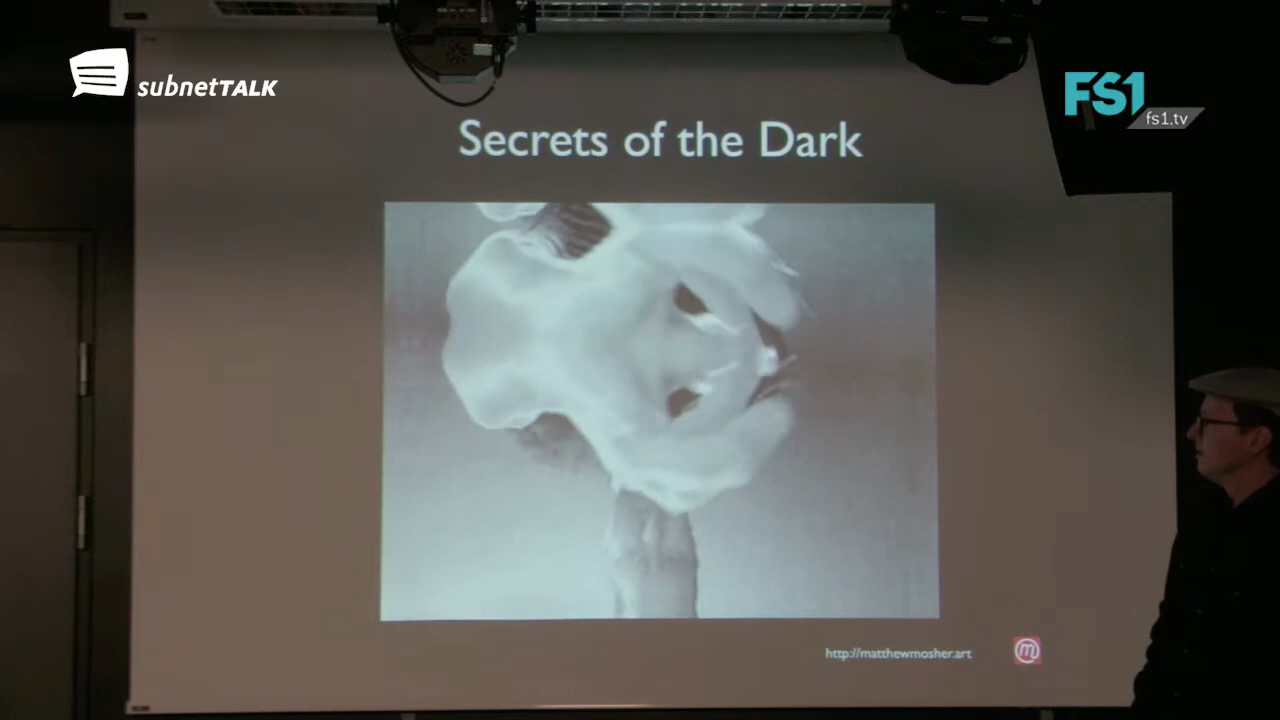 subnetTALK
FS1
fs1.tv
Secrets of the Dark
http://matthewmosher.art
m